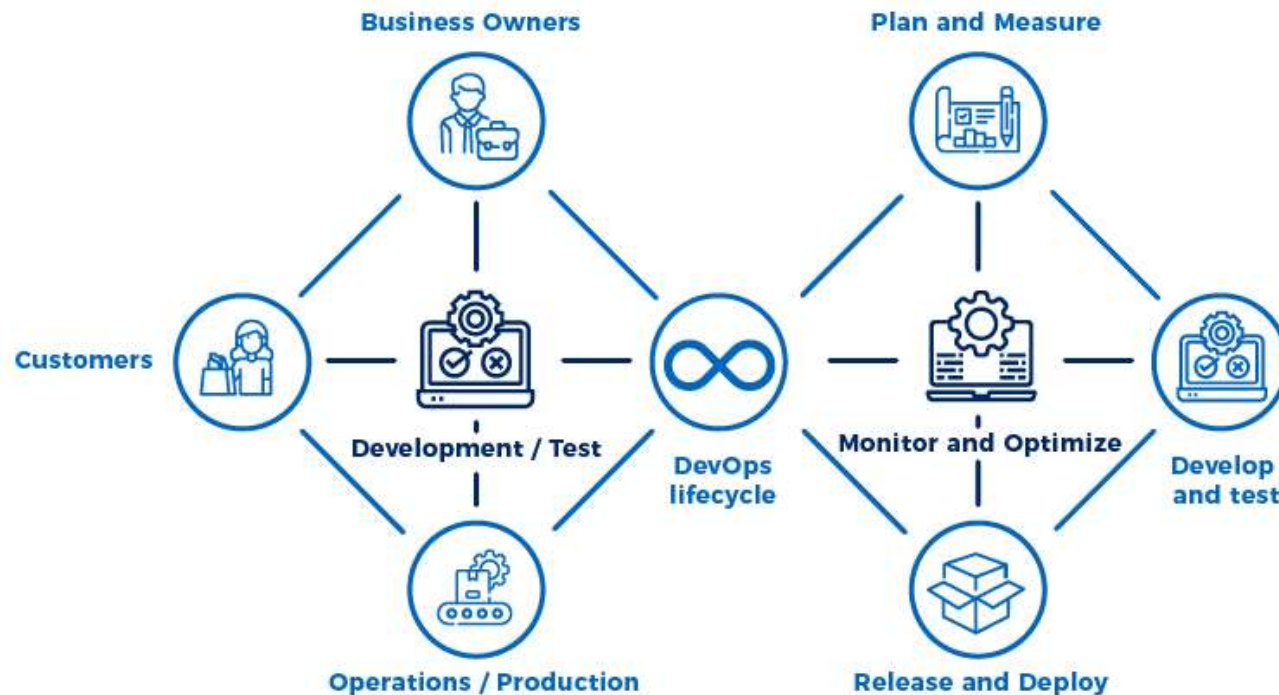 Business Owners
Plan and Measure
Customers
Development / Test
Monitor and Optimize
DevOps
lifecycle
Develop
and test
Operations / Production
Release and Deploy